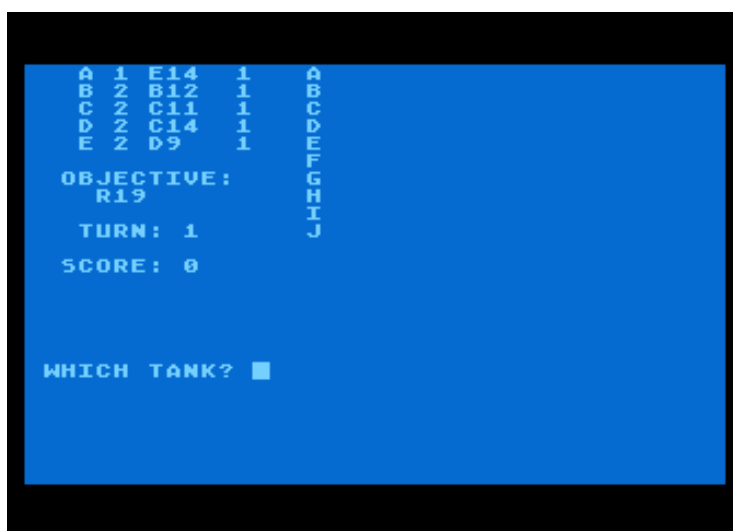 A 1 E14 1 A
B 2 B12 1 B
C 2 C11 1 C
D 2 C14 1 D
E 2 D9 1 E
F
OBJECTIVE: G
R19 H
I
TURN: 1 J
SCORE: 0
WHICH TANK?